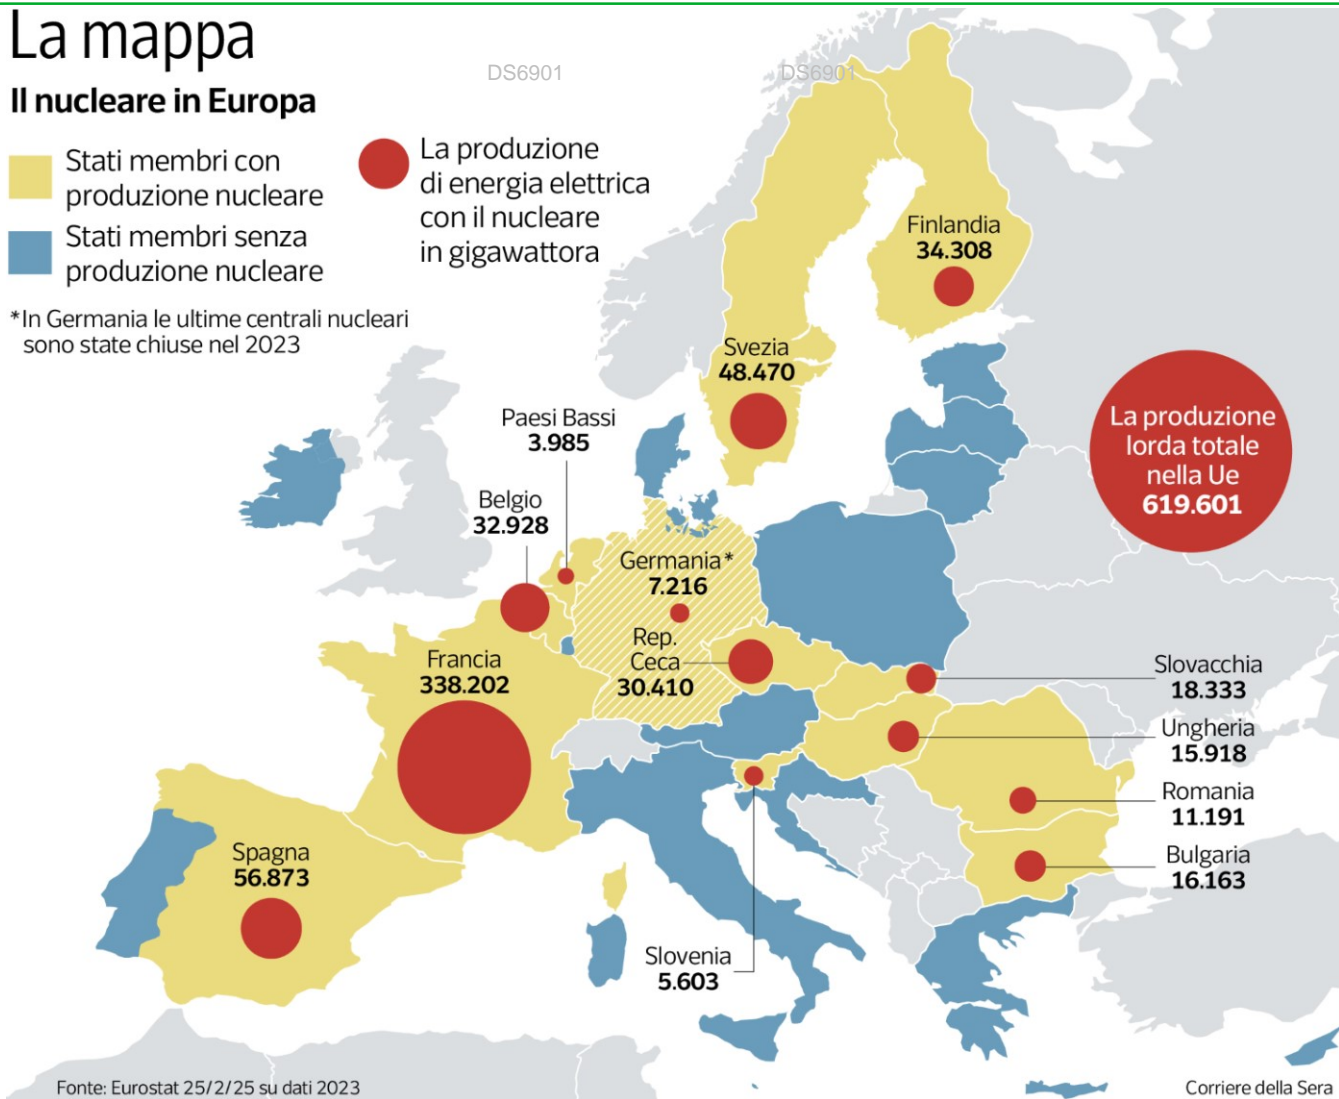 La mappa
DS6901
DS6901
Il nucleare in Europa
Stati membri con
produzione nucleare
Stati membri senza
produzione nucleare
La produzione
di energia elettrica
con il nucleare
in gigawattora
*In Germania le ultime centrali nucleari
sono state chiuse nel 2023
Finlandia
34.308
Svezia
48.470
Paesi Bassi
3.985
Belgio
32.928
La produzione
lorda totale
nella Ue
619.601
Germania*
7.216
Rep.
Ceca
30.410
Francia
338.202
Slovacchia
18.333
Ungheria
15.918
Romania
11.191
Bulgaria
16.163
Spagna
56.873
Slovenia
5.603
Fonte: Eurostat 25/2/25 su dati 2023
Corriere della Sera